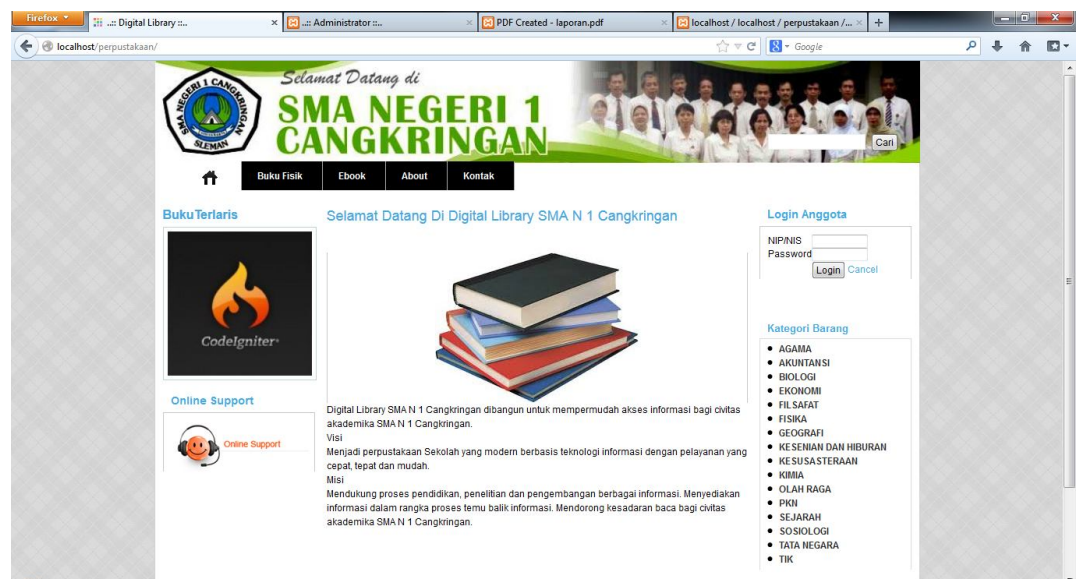 Firefox
..:: Digital Library ::..
..:: Administrator ::..
PDF Created - laporan.pdf
localhost / localhost / perpustakaan /...
localhost/perpustakaan/
Google
SMA NEGERI 1 CANGKRINGAN
SLEMAN
Selamat Datang di
SMA NEGERI 1
CANGKRINGAN
Cari
Buku Fisik
Ebook
About
Kontak
Buku Terlaris
CodeIgniter
Online Support
Online Support
Selamat Datang Di Digital Library SMA N 1 Cangkringan
Digital Library SMA N 1 Cangkringan dibangun untuk mempermudah akses informasi bagi civitas
akademika SMA N 1 Cangkringan.
Visi
Menjadi perpustakaan Sekolah yang modern berbasis teknologi informasi dengan pelayanan yang
cepat, tepat dan mudah.
Misi
Mendukung proses pendidikan, penelitian dan pengembangan berbagai informasi. Menyediakan
informasi dalam rangka proses temu balik informasi. Mendorong kesadaran baca bagi civitas
akademika SMA N 1 Cangkringan.
Login Anggota
NIP/NIS
Password
Login Cancel
Kategori Barang
AGAMA
AKUNTANSI
BIOLOGI
EKONOMI
FILSAFAT
FISIKA
GEOGRAFI
KESENIAN DAN HIBURAN
KESUSASTERAAN
KIMIA
OLAH RAGA
PKN
SEJARAH
SOSIOLOGI
TATA NEGARA
TIK